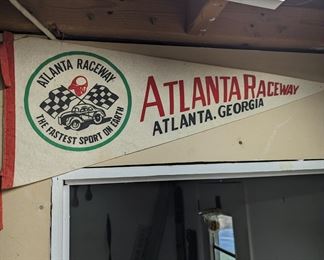 ATLANTA RACEWAY
THE FASTEST SPORT ON EARTH
ATLANTA RACEWAY
ATLANTA, GEORGIA